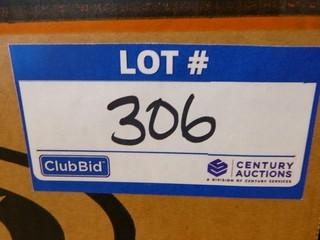 LOT #
306
ClubBid
CENTURY
AUCTIONS
A DIVISION OF CENTURY SERVICES